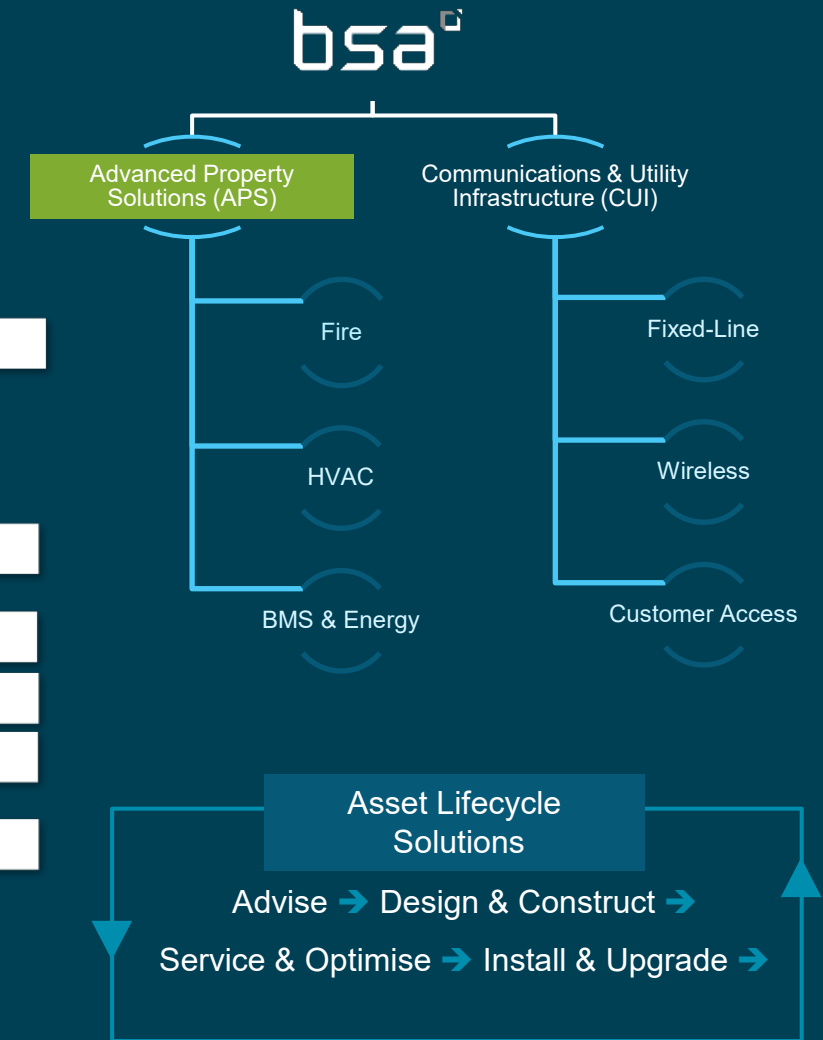 bsa
Advanced Property
Solutions (APS)
Communications & Utility
Infrastructure (CUI)
Fire
Fixed-Line
HVAC
Wireless
BMS & Energy
Customer Access
Asset Lifecycle
Solutions
Advise ➔ Design & Construct ➔
Service & Optimise ➔ Install & Upgrade ➔